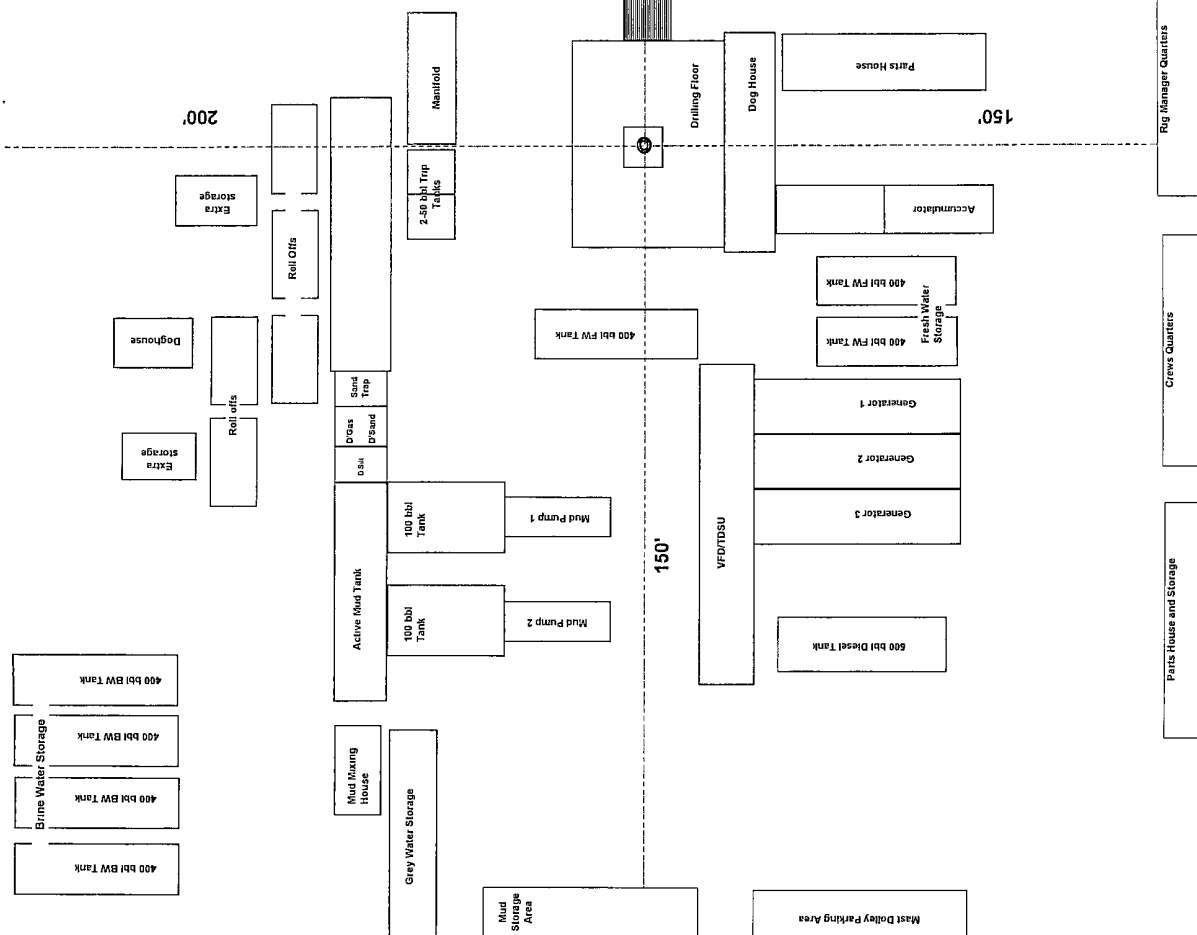 200'
Manifold
Drilling Floor
Dog House
Parts House
150'
Rig Manager Quarters
Extra
storage
2-50 bbl Trip
Tanks
Accumulator
Roll Offs
400 bbl FW Tank
Fresh Water
Storage
400 bbl FW Tank
400 bbl FW Tank
Doghouse
Crews Quarters
Sand
Trap
Roll offs
Generator 1
D'Gas
D'Sand
Extra
storage
Generator 2
D.Silt
100 bbl
Tank
Mud Pump 1
Generator 3
150'
VFD/TDSU
Active Mud Tank
100 bbl
Tank
Mud Pump 2
500 bbl Diesel Tank
Parts House and Storage
Brine Water Storage
400 bbl BW Tank
400 bbl BW Tank
400 bbl BW Tank
400 bbl BW Tank
Mud Mixing
House
Grey Water Storage
Mud
Storage
Area
Mast Dolley Parking Area